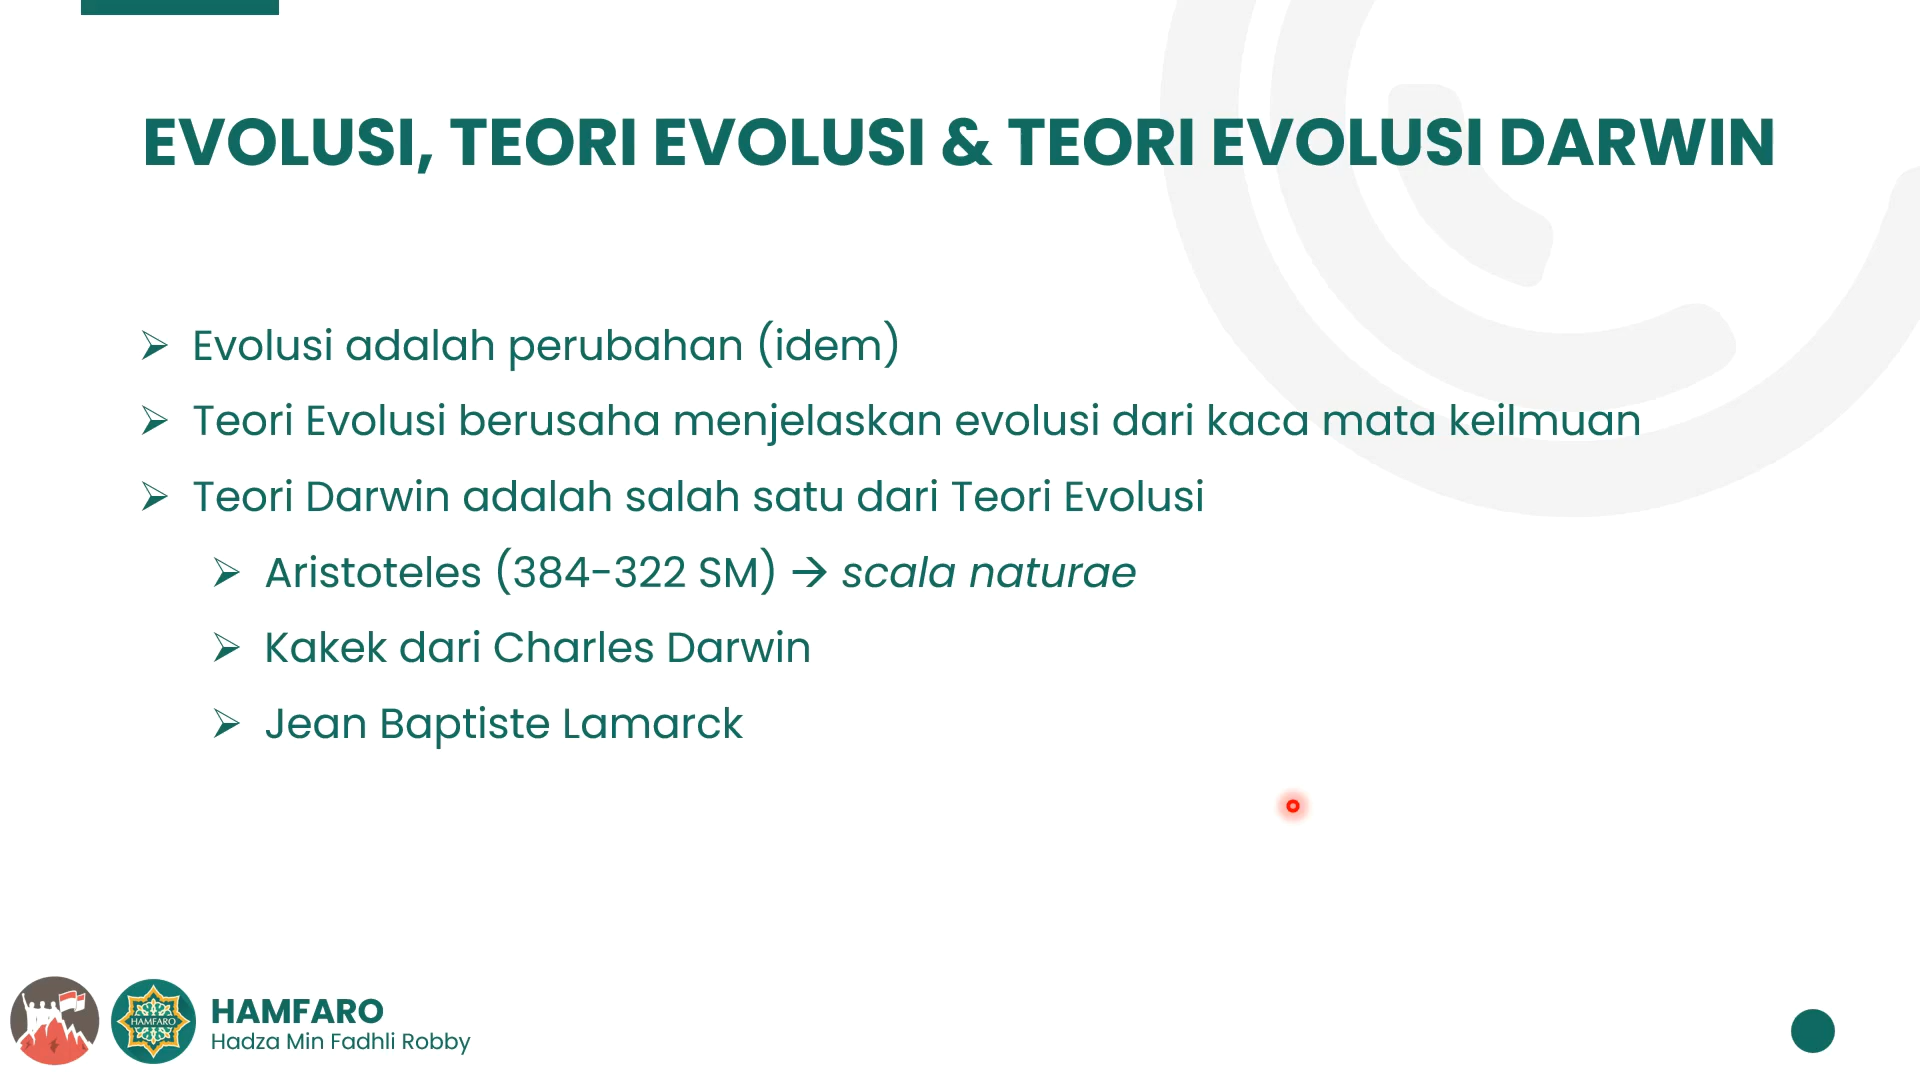 EVOLUSI, TEORI EVOLUSI & TEORI EVOLUSI DARWIN
➢ Evolusi adalah perubahan (idem)
➢ Teori Evolusi berusaha menjelaskan evolusi dari kaca mata keilmuan
➢ Teori Darwin adalah salah satu dari Teori Evolusi
➢ Aristoteles (384-322 SM) → scala naturae
➢ Kakek dari Charles Darwin
➢ Jean Baptiste Lamarck
HAMFARO
HAMFARO
Hadza Min Fadhli Robby